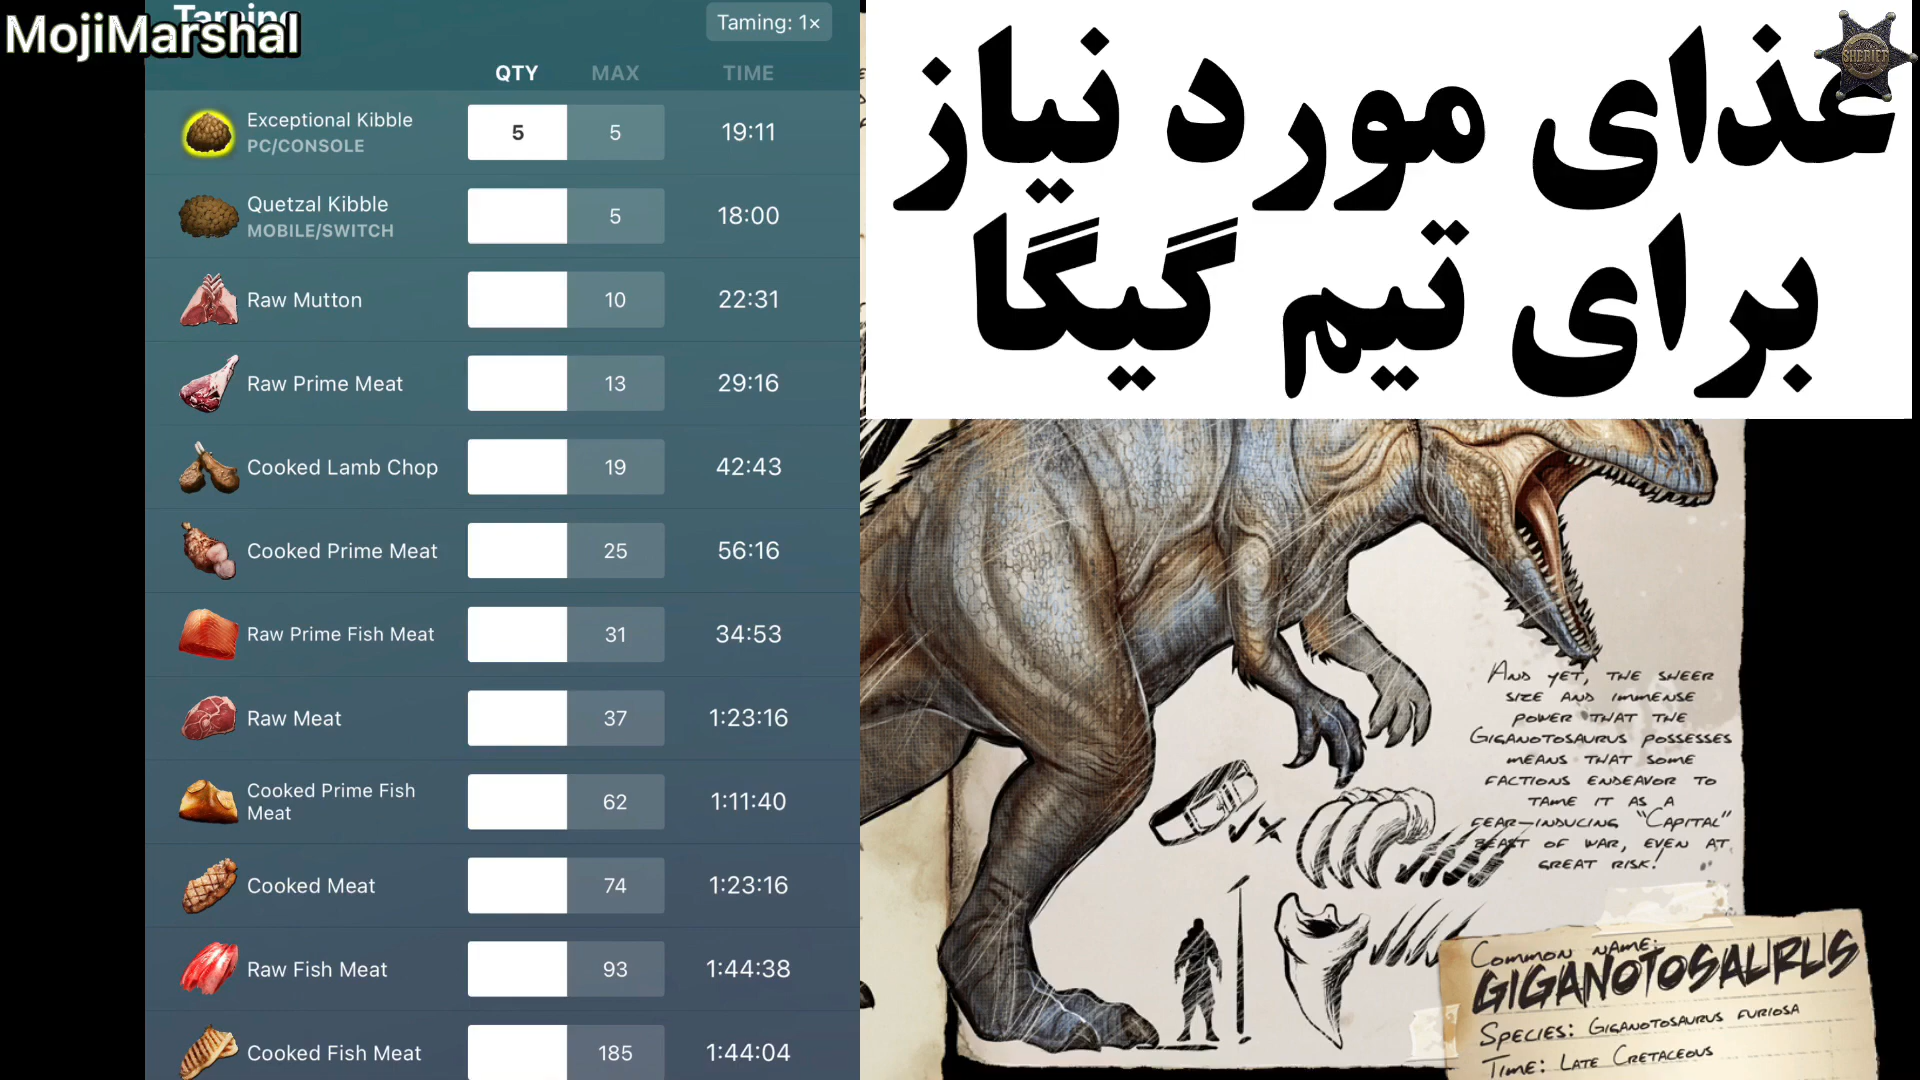 MojiMarshal
Taming
Taming: 1×
QTY MAX TIME
Exceptional Kibble
PC/CONSOLE
5 5 19:11
Quetzal Kibble
MOBILE/SWITCH
5 18:00
Raw Mutton 10 22:31
Raw Prime Meat 13 29:16
Cooked Lamb Chop 19 42:43
Cooked Prime Meat 25 56:16
Raw Prime Fish Meat 31 34:53
Raw Meat 37 1:23:16
Cooked Prime Fish
Meat
62 1:11:40
Cooked Meat 74 1:23:16
Raw Fish Meat 93 1:44:38
Cooked Fish Meat 185 1:44:04
غذای مورد نیاز
برای تیم گیگا
SHERIFF
And yet, the sheer
size and immense
power that the
Giganotosaurus possesses
means that some
factions endeavor to
tame it as a
fear-inducing "Capital"
beast of war, even at
great risk!
Common name:
GIGANOTOSAURUS
Species: Giganotosaurus furiosa
Time: Late Cretaceous